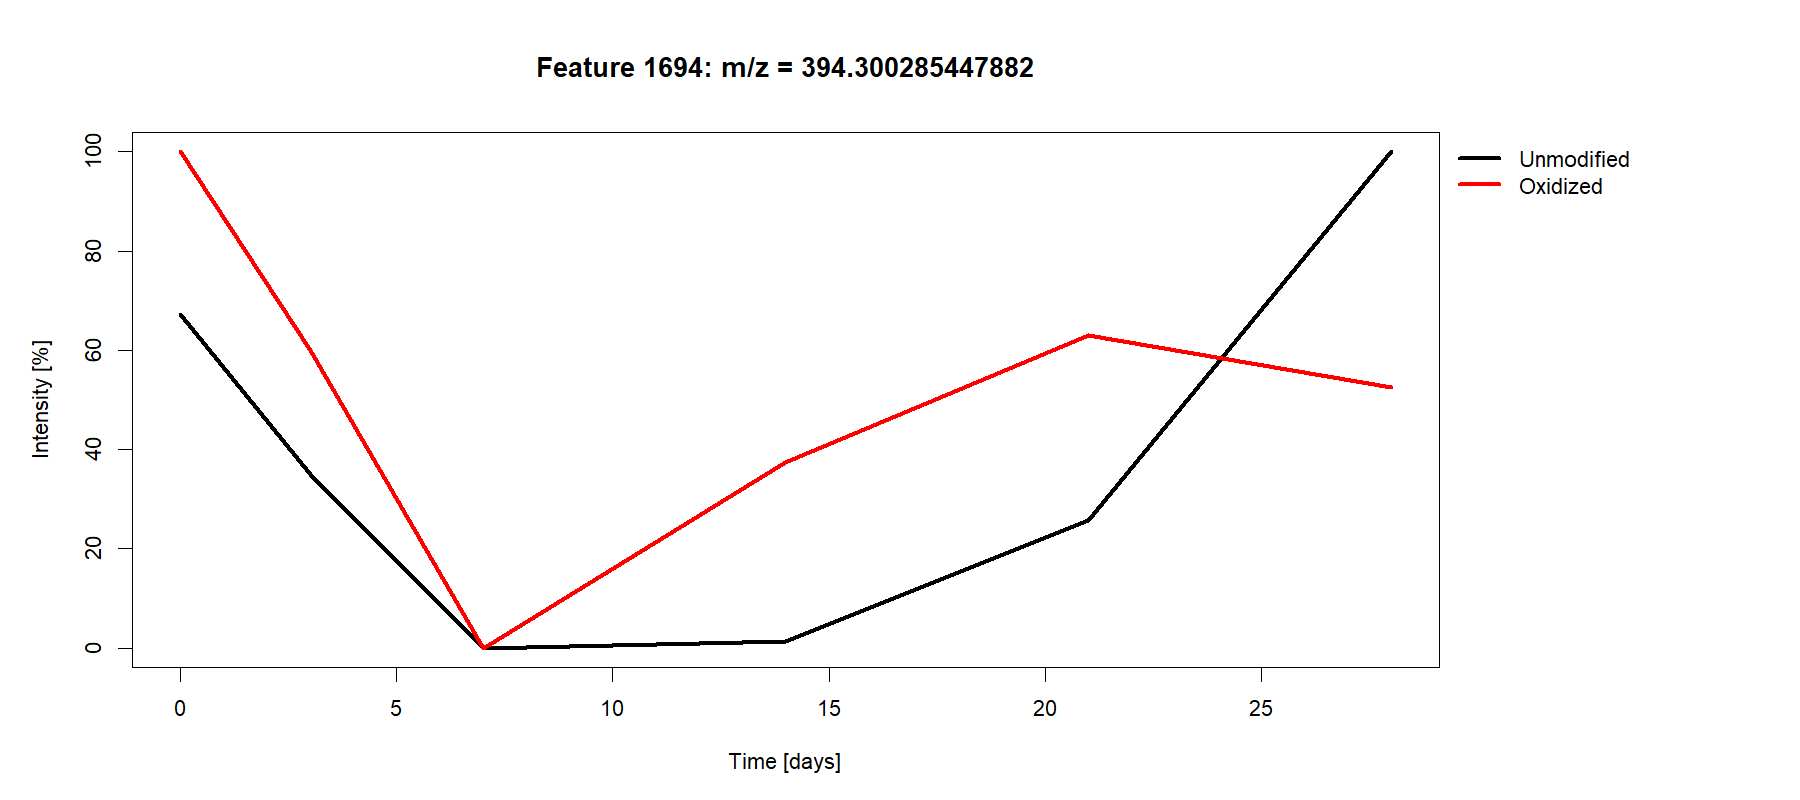 Feature 1694: m/z = 394.300285447882
Unmodified
Oxidized
Intensity [%]
100
80
60
40
20
0
0 5 10 15 20 25
Time [days]